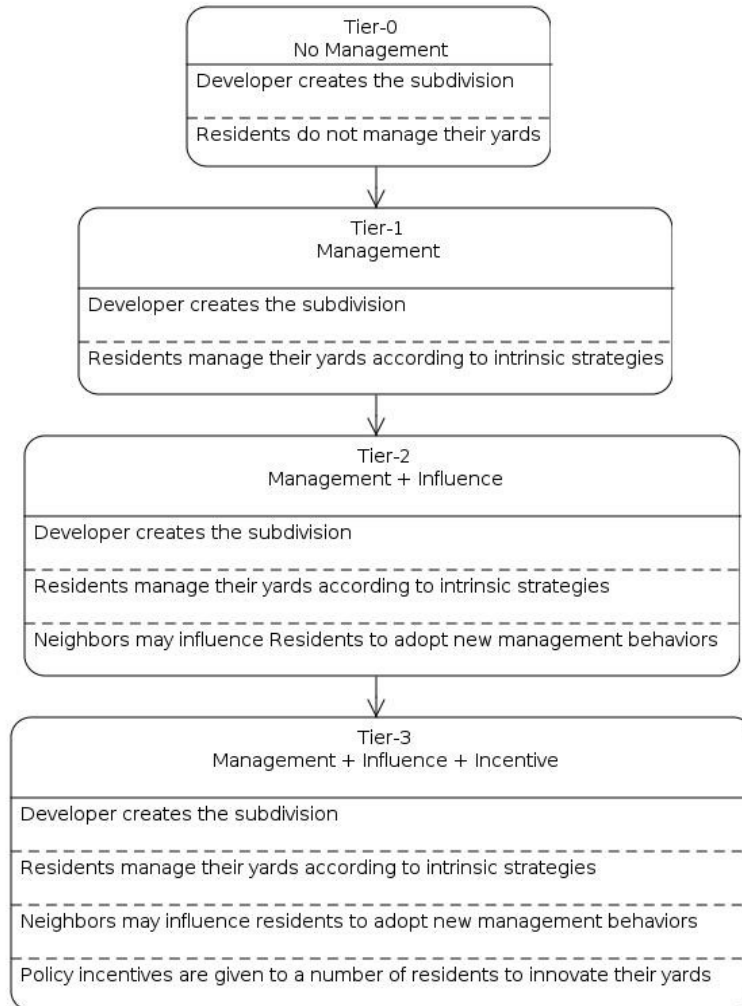 Tier-0
No Management
Developer creates the subdivision
Residents do not manage their yards
Tier-1
Management
Developer creates the subdivision
Residents manage their yards according to intrinsic strategies
Tier-2
Management + Influence
Developer creates the subdivision
Residents manage their yards according to intrinsic strategies
Neighbors may influence Residents to adopt new management behaviors
Tier-3
Management + Influence + Incentive
Developer creates the subdivision
Residents manage their yards according to intrinsic strategies
Neighbors may influence residents to adopt new management behaviors
Policy incentives are given to a number of residents to innovate their yards